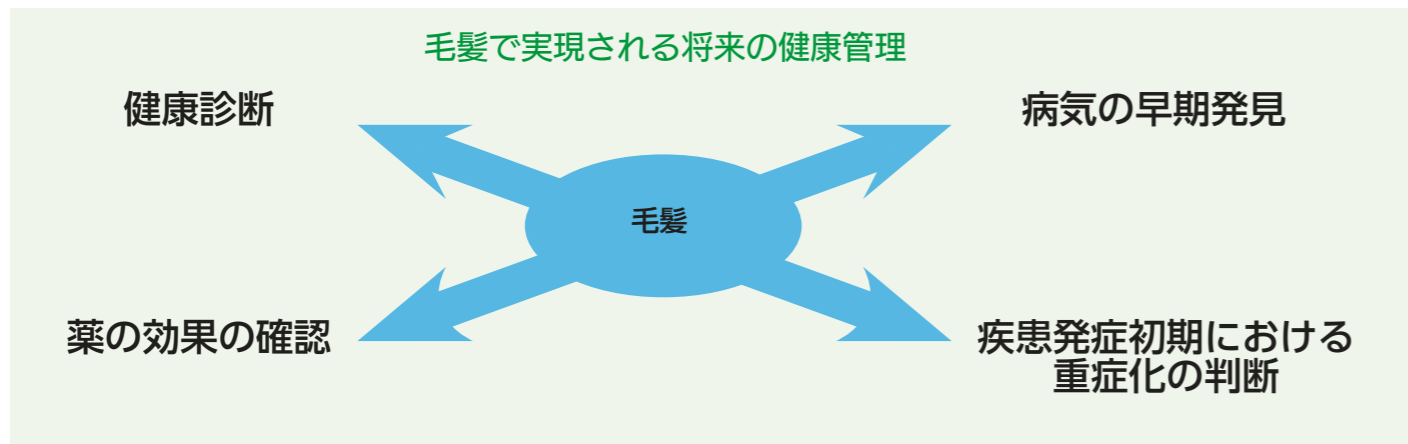 毛髪で実現される将来の健康管理
健康診断
病気の早期発見
毛髪
薬の効果の確認
疾患発症初期における
重症化の判断